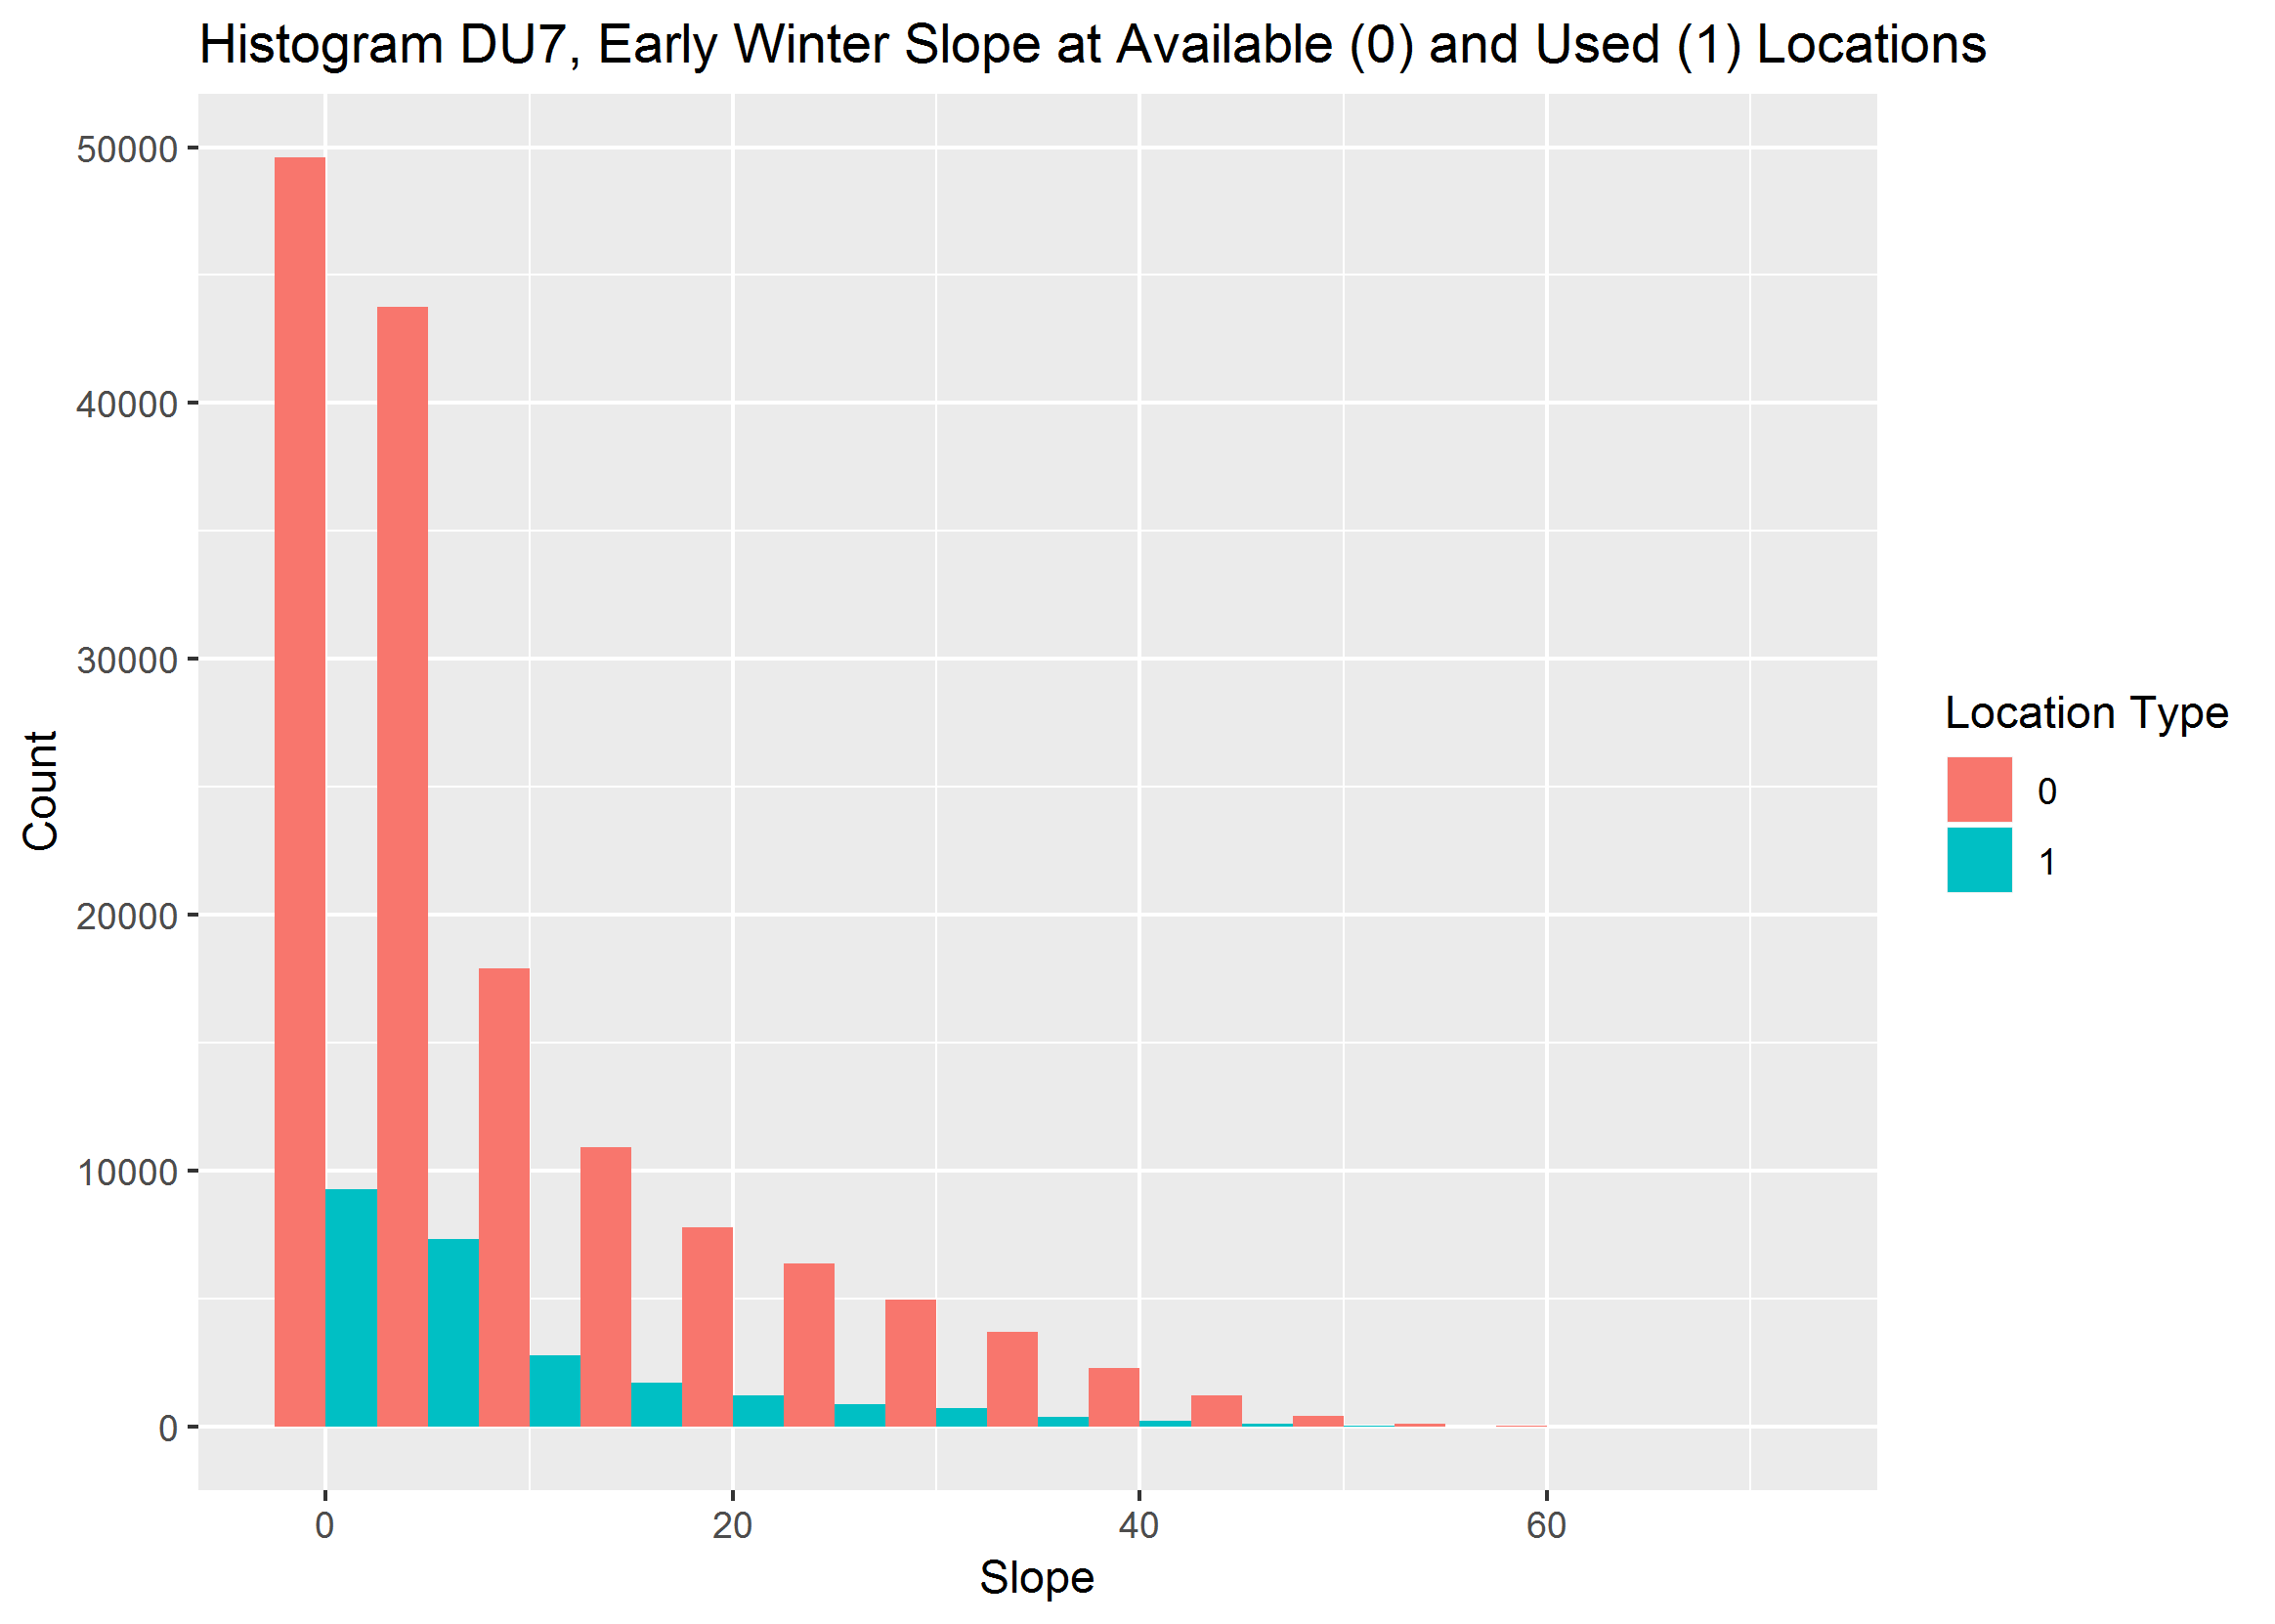 Histogram DU7, Early Winter Slope at Available (0) and Used (1) Locations
50000
40000
30000
20000
10000
0
Count
0 20 40 60
Slope
Location Type
0
1